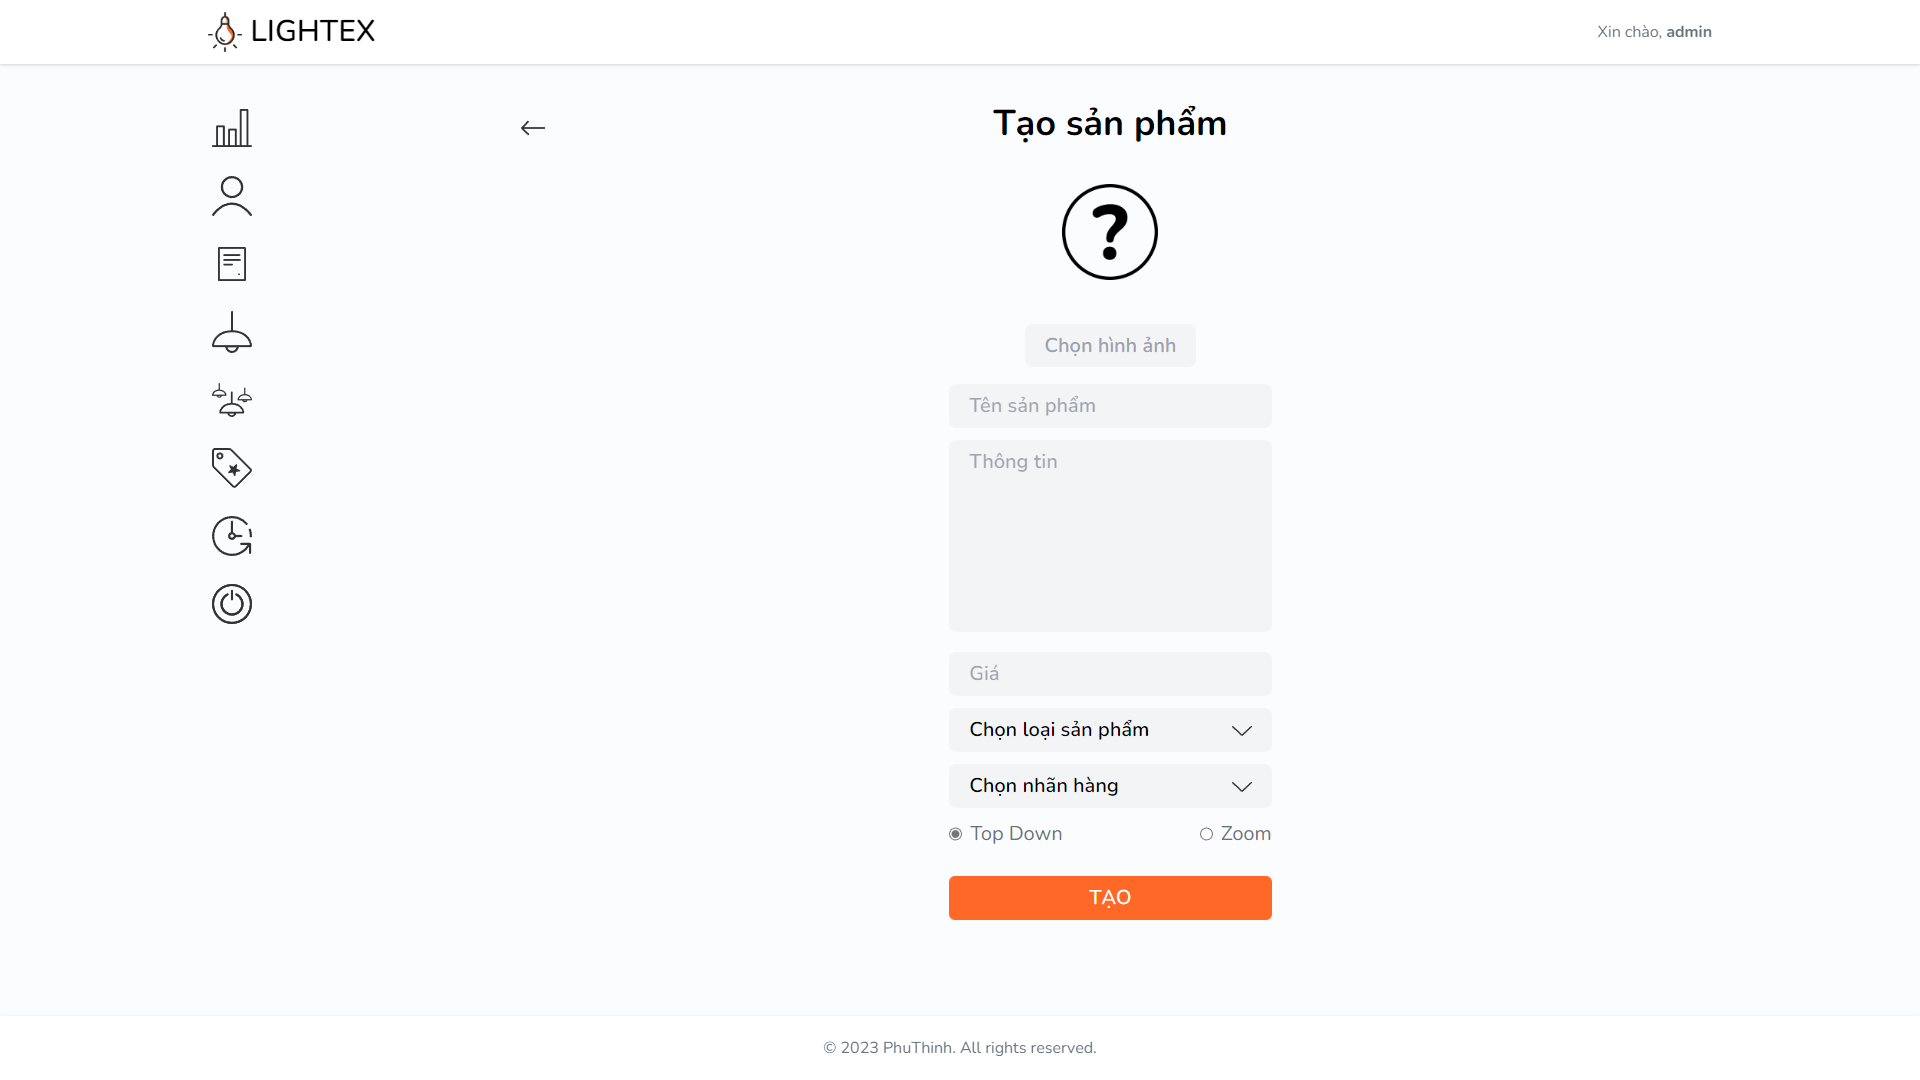 LIGHTEX
Xin chào, admin
Tạo sản phẩm
?
Chọn hình ảnh
Tên sản phẩm
Thông tin
Giá
Chọn loại sản phẩm
Chọn nhãn hàng
Top Down
Zoom
TẠO
© 2023 PhuThinh. All rights reserved.